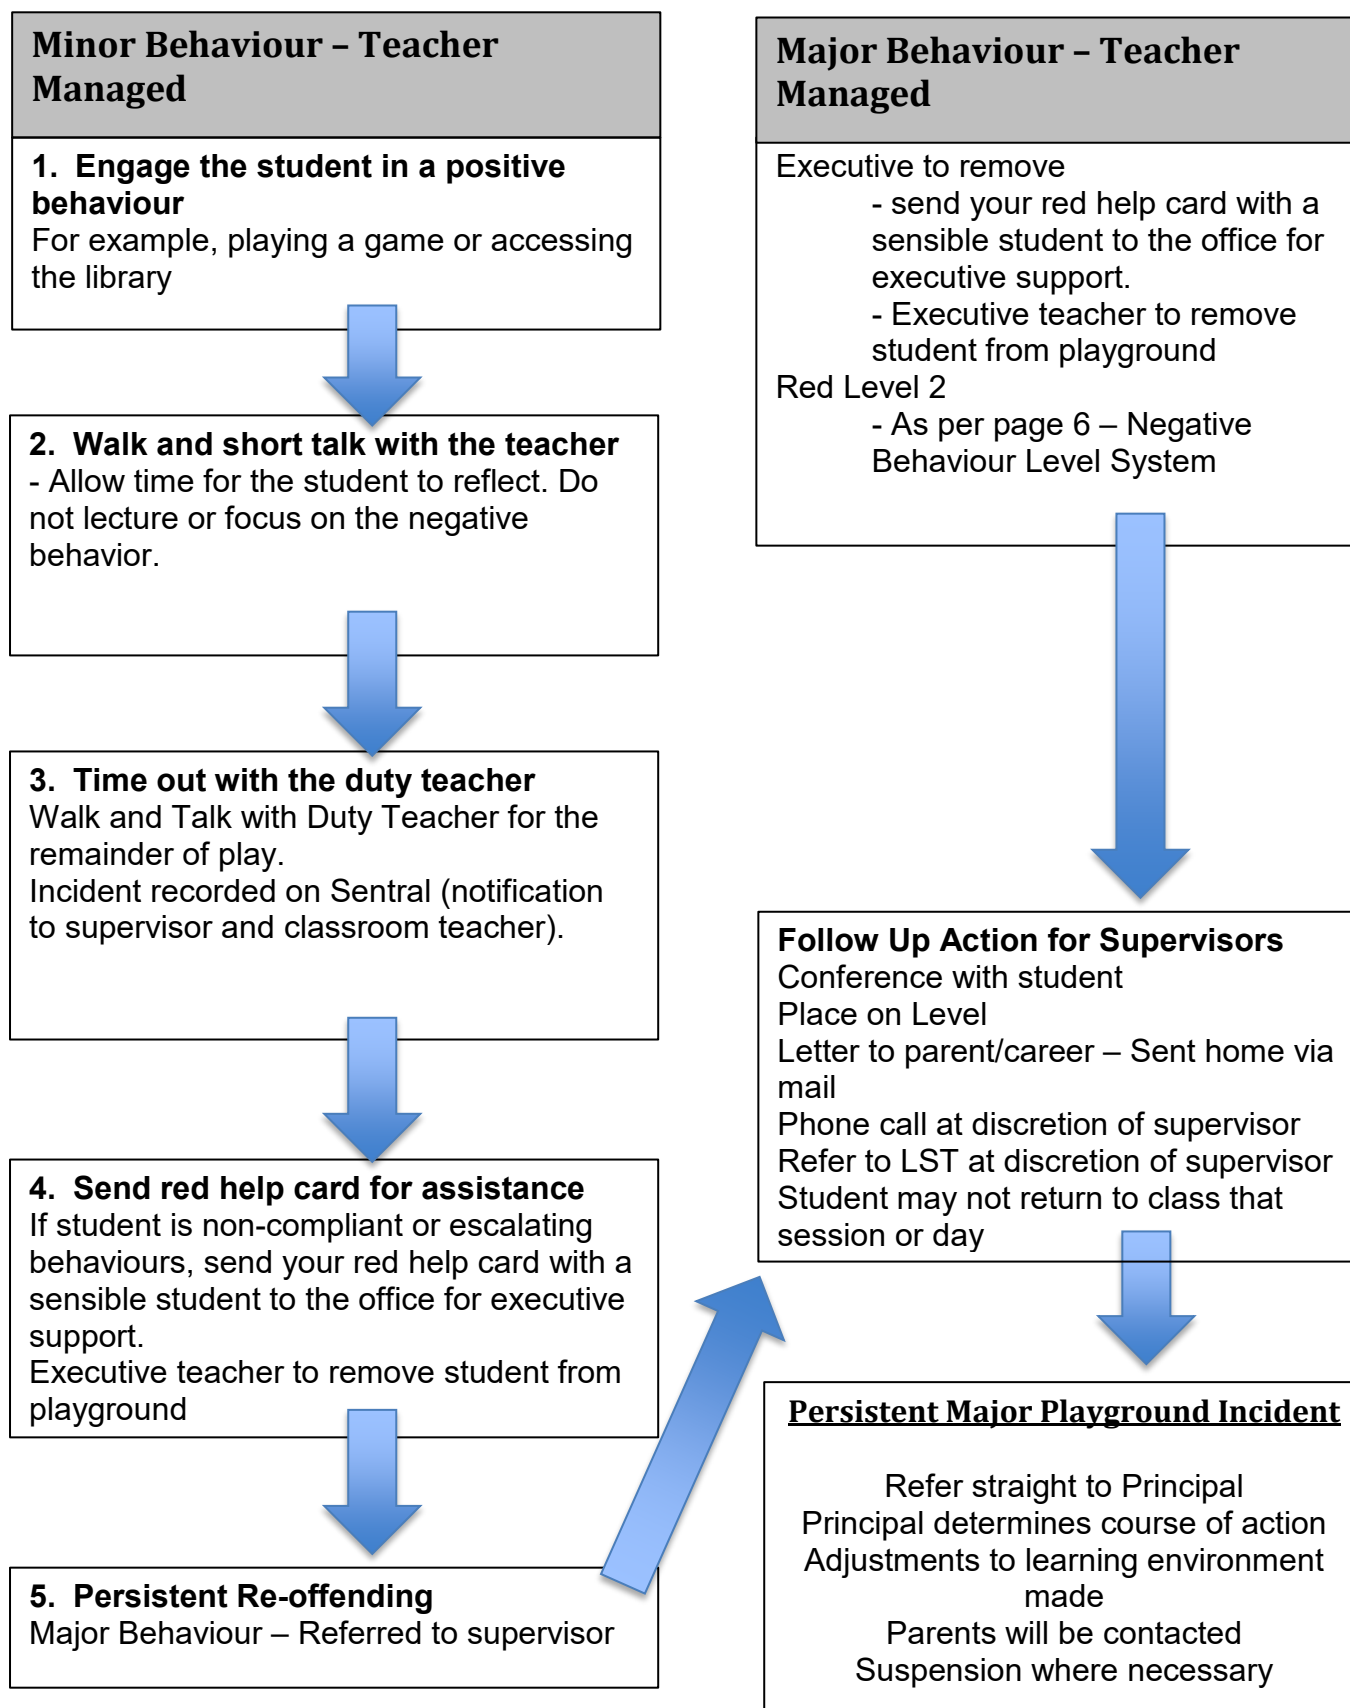 Minor Behaviour – Teacher
Managed
1. Engage the student in a positive
behaviour
For example, playing a game or accessing
the library
2. Walk and short talk with the teacher
- Allow time for the student to reflect. Do
not lecture or focus on the negative
behavior.
3. Time out with the duty teacher
Walk and Talk with Duty Teacher for the
remainder of play.
Incident recorded on Sentral (notification
to supervisor and classroom teacher).
4. Send red help card for assistance
If student is non-compliant or escalating
behaviours, send your red help card with a
sensible student to the office for executive
support.
Executive teacher to remove student from
playground
5. Persistent Re-offending
Major Behaviour – Referred to supervisor
Major Behaviour – Teacher
Managed
Executive to remove
- send your red help card with a
sensible student to the office for
executive support.
- Executive teacher to remove
student from playground
Red Level 2
- As per page 6 – Negative
Behaviour Level System
Follow Up Action for Supervisors
Conference with student
Place on Level
Letter to parent/career – Sent home via
mail
Phone call at discretion of supervisor
Refer to LST at discretion of supervisor
Student may not return to class that
session or day
Persistent Major Playground Incident
Refer straight to Principal
Principal determines course of action
Adjustments to learning environment
made
Parents will be contacted
Suspension where necessary